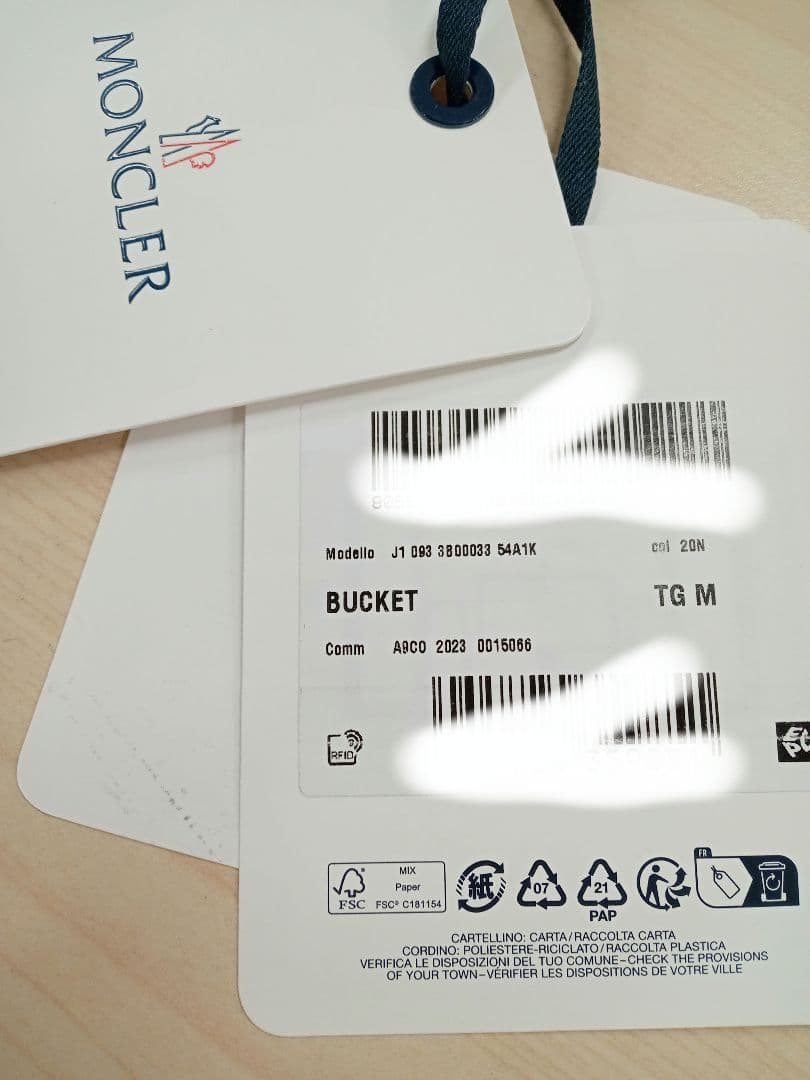 MONCLER
Modello J1 093 3B00033 54A1K col 20N
BUCKET TG M
Comm A9CO 2023 0015066
RFID
FR
MIX
Paper
FSC FSC® C181154
紙
07
21
PAP
CARTELLINO: CARTA/RACCOLTA CARTA
CORDINO: POLIESTERE-RICICLATO/RACCOLTA PLASTICA
VERIFICA LE DISPOSIZIONI DEL TUO COMUNE-CHECK THE PROVISIONS
OF YOUR TOWN-VÉRIFIER LES DISPOSITIONS DE VOTRE VILLE